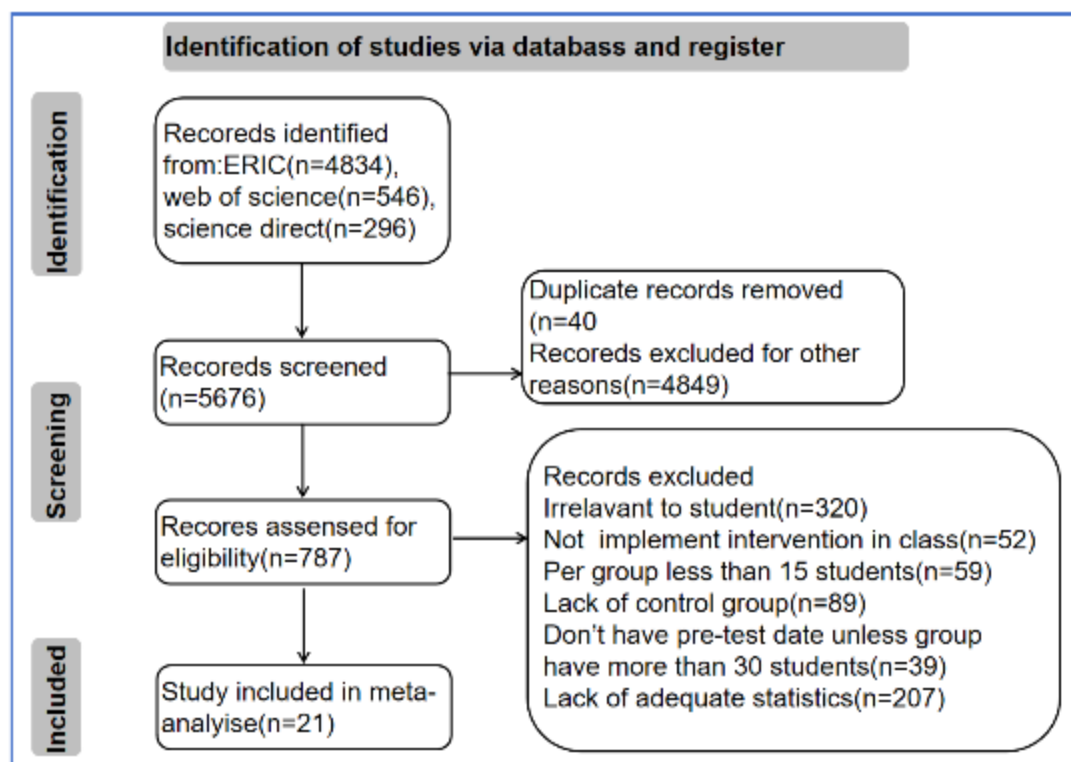 Identification of studies via databass and register
Identification
Recoreds identified
from:ERIC(n=4834),
web of science(n=546),
science direct(n=296)
Duplicate records removed
(n=40
Recoreds excluded for other
reasons(n=4849)
Screening
Recoreds screened
(n=5676)
Recores assensed for
eligibility(n=787)
Records excluded
Irrelavant to student(n=320)
Not implement intervention in class(n=52)
Per group less than 15 students(n=59)
Lack of control group(n=89)
Don't have pre-test date unless group
have more than 30 students(n=39)
Lack of adequate statistics(n=207)
Included
Study included in meta-
analyise(n=21)